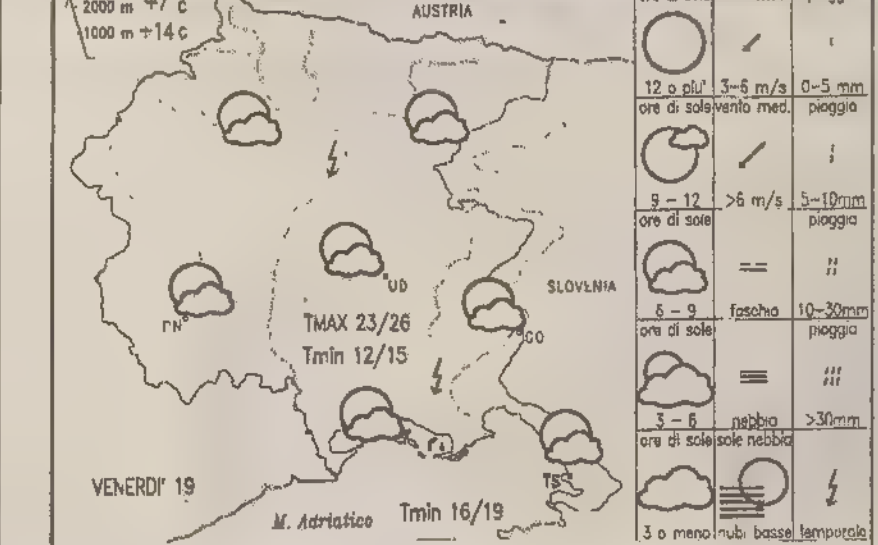 2000 m +7 c
1000 m +14 c
AUSTRIA
SLOVENIA
UD
PN
GO
TS
TMAX 23/26
Tmin 12/15
VENERDI' 19
M. Adriatico
Tmin 16/19
12 o piu'
ore di sole
3-6 m/s
vento med.
0-5 mm
pioggia
9 - 12
ore di sole
>6 m/s
5-10mm
pioggia
6 - 9
ore di sole
foschia
10-30mm
pioggia
3 - 6
ore di sole
nebbia
>30mm
pioggia
3 o meno
sole nebbia
nubi basse
temporale